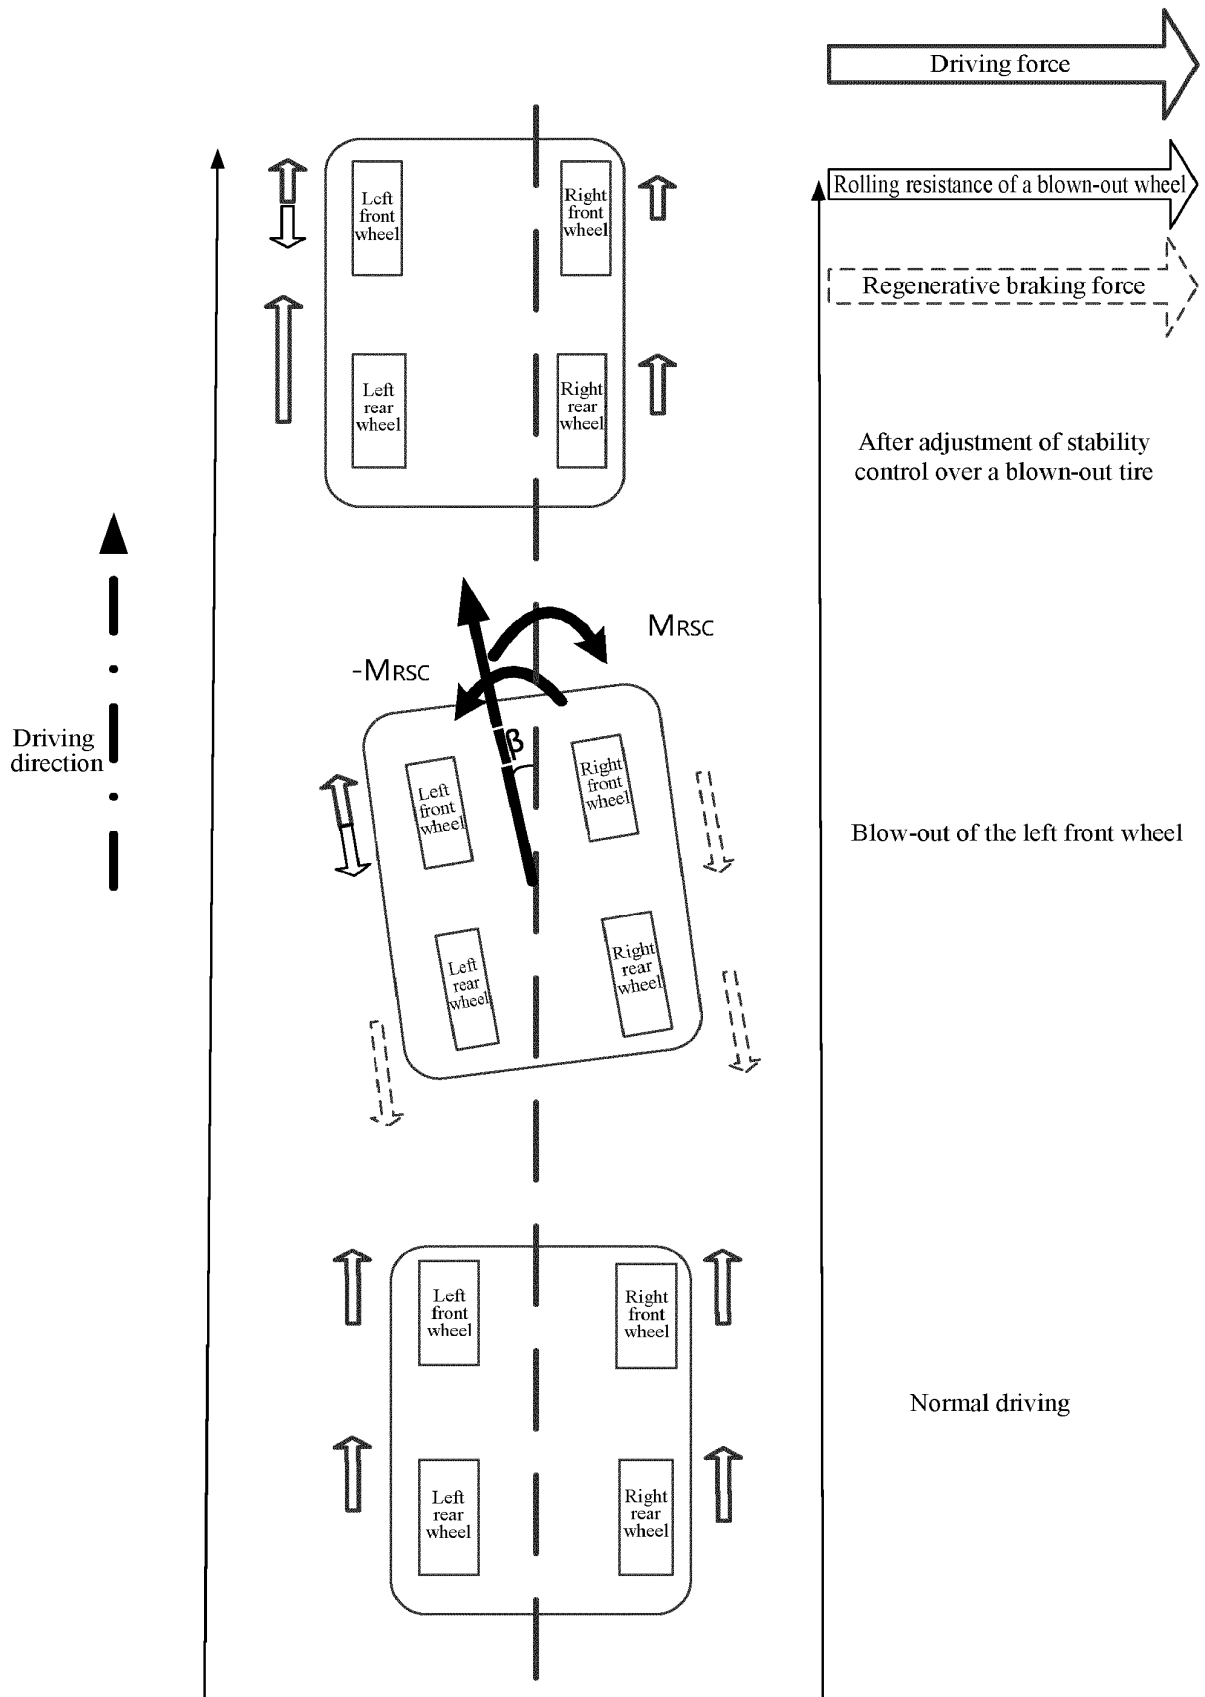 Driving force
Rolling resistance of a blown-out wheel
Regenerative braking force
Left
front
wheel
Right
front
wheel
Left
rear
wheel
Right
rear
wheel
After adjustment of stability
control over a blown-out tire
MRSC
-MRSC
β
Driving
direction
Left
front
wheel
Right
front
wheel
Blow-out of the left front wheel
Left
rear
wheel
Right
rear
wheel
Left
front
wheel
Right
front
wheel
Normal driving
Left
rear
wheel
Right
rear
wheel